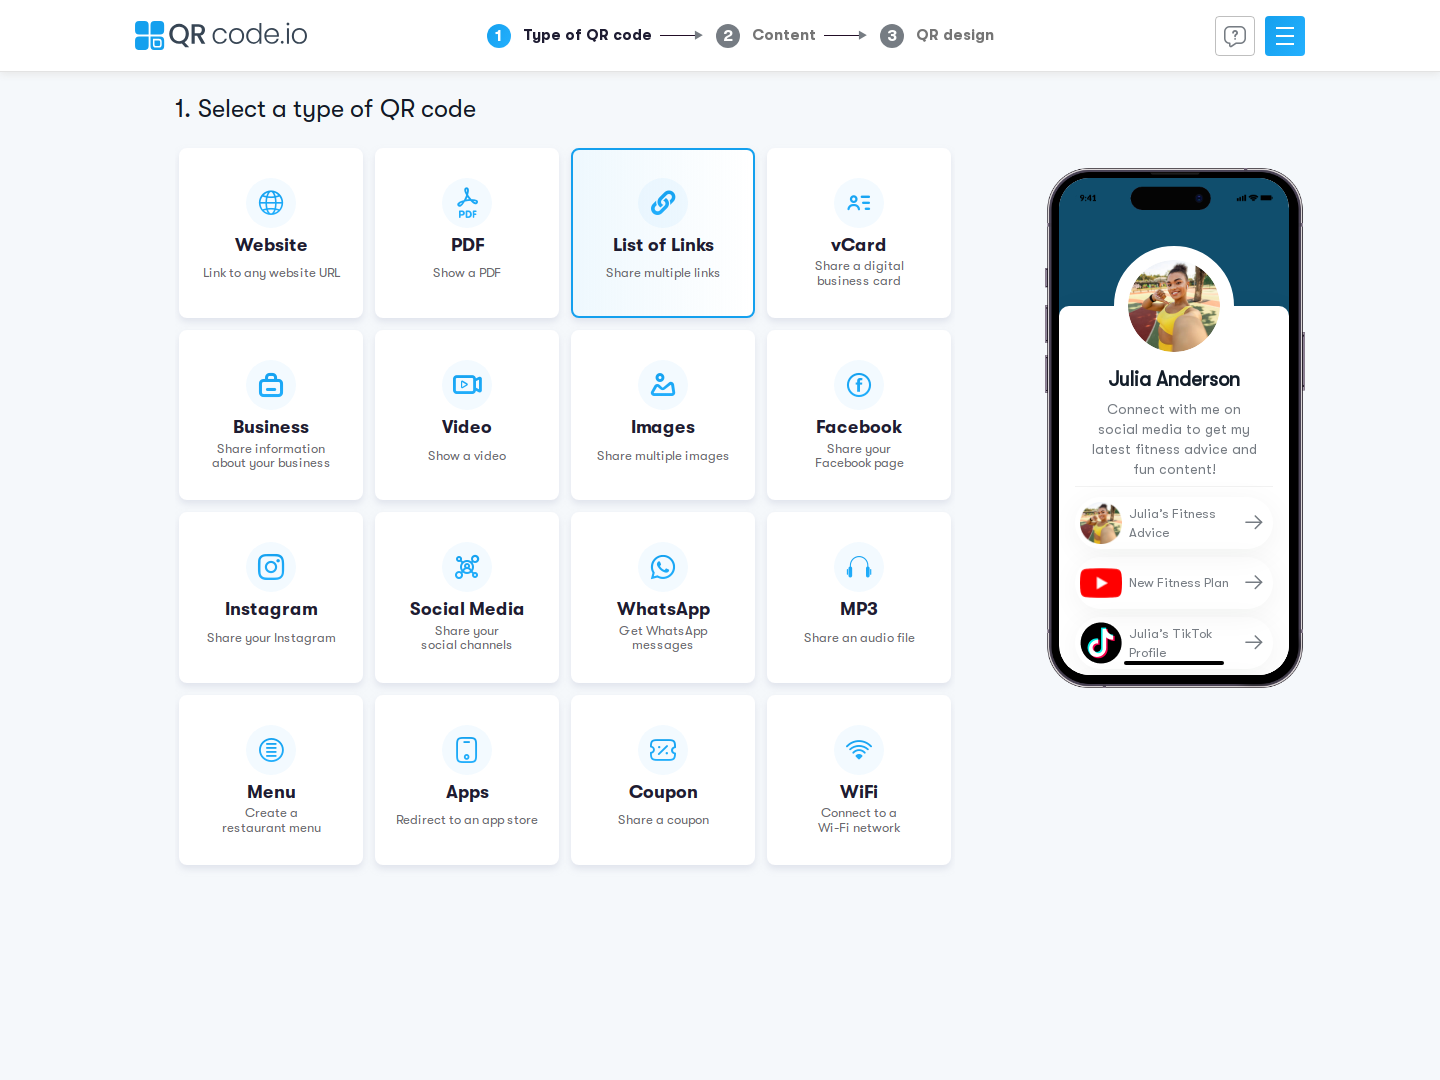 QR code.io
1 Type of QR code 2 Content 3 QR design
?
1. Select a type of QR code
Website
Link to any website URL
PDF
PDF
Show a PDF
List of Links
Share multiple links
vCard
Share a digital
business card
Business
Share information
about your business
Video
Show a video
Images
Share multiple images
Facebook
Share your
Facebook page
Instagram
Share your Instagram
Social Media
Share your
social channels
WhatsApp
Get WhatsApp
messages
MP3
Share an audio file
Menu
Create a
restaurant menu
Apps
Redirect to an app store
Coupon
Share a coupon
WiFi
Connect to a
Wi-Fi network
9:41
Julia Anderson
Connect with me on
social media to get my
latest fitness advice and
fun content!
Julia's Fitness
Advice
New Fitness Plan
Julia's TikTok
Profile